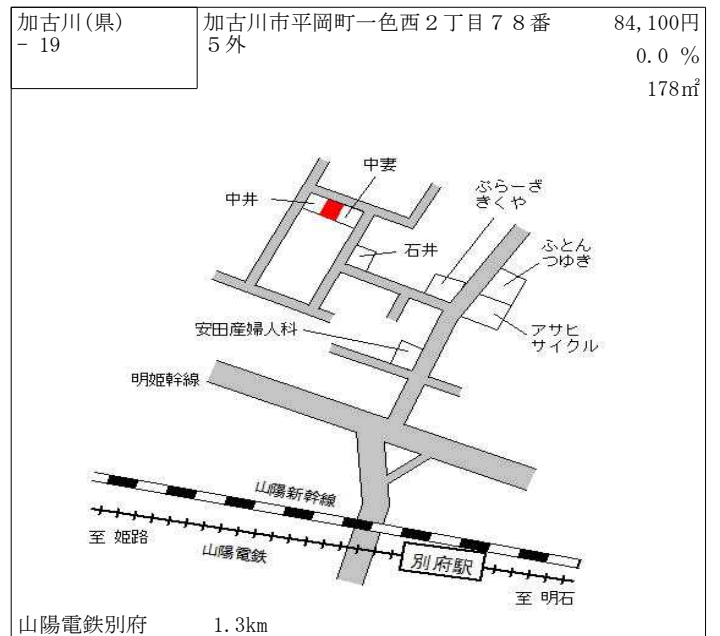 加古川(県)
- 19
加古川市平岡町一色西２丁目７８番
５外
84,100円
0.0 %
178㎡
中妻
中井
ぷらーざ
きくや
石井
ふとん
つゆき
安田産婦人科
アサヒ
サイクル
明姫幹線
山陽新幹線
至 姫路
山陽電鉄
別府駅
至 明石
山陽電鉄別府 1.3km